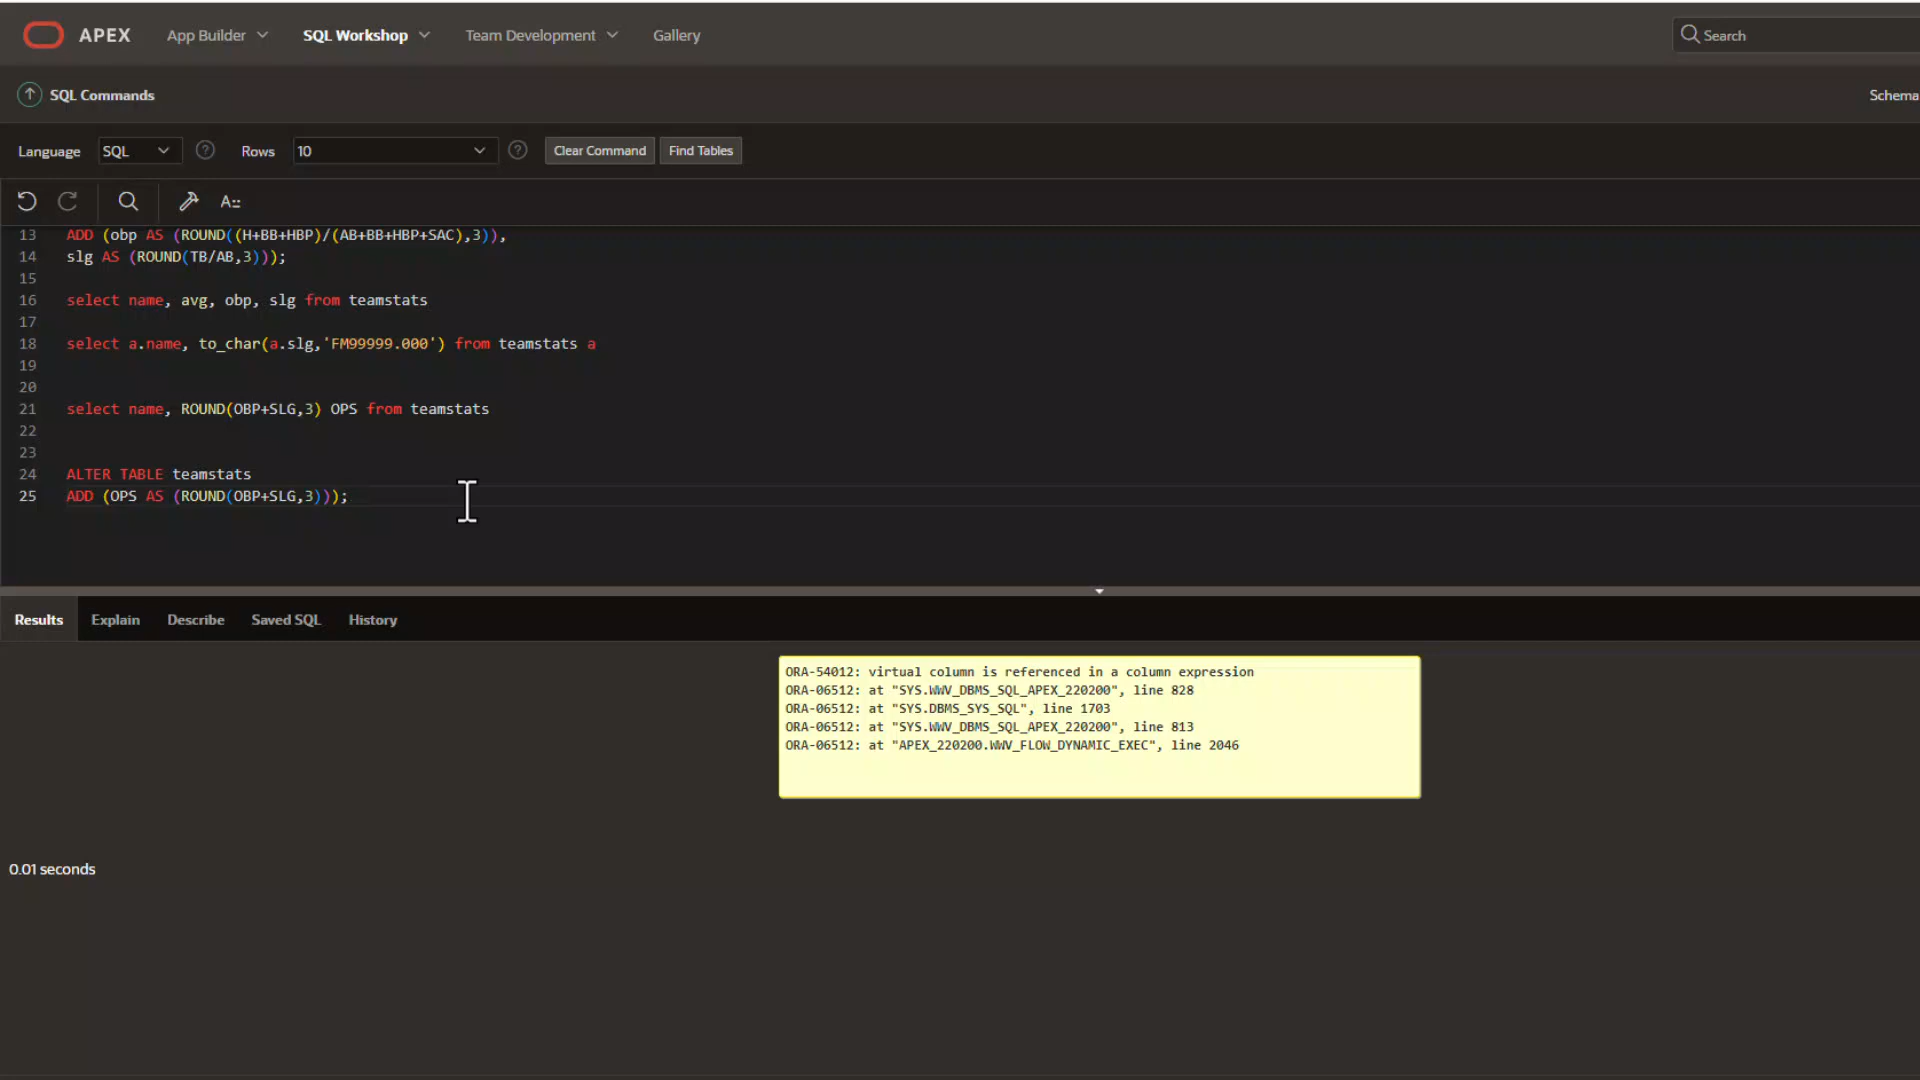 APEX App Builder SQL Workshop Team Development Gallery Search
SQL Commands Schema
Language SQL ? Rows 10 ? Clear Command Find Tables
A::
13 ADD (obp AS (ROUND((H+BB+HBP)/(AB+BB+HBP+SAC),3)),
14 slg AS (ROUND(TB/AB,3)));
15
16 select name, avg, obp, slg from teamstats
17
18 select a.name, to_char(a.slg,'FM99999.000') from teamstats a
19
20
21 select name, ROUND(OBP+SLG,3) OPS from teamstats
22
23
24 ALTER TABLE teamstats
25 ADD (OPS AS (ROUND(OBP+SLG,3)));
Results Explain Describe Saved SQL History
ORA-54012: virtual column is referenced in a column expression
ORA-06512: at "SYS.WWV_DBMS_SQL_APEX_220200", line 828
ORA-06512: at "SYS.DBMS_SYS_SQL", line 1703
ORA-06512: at "SYS.WWV_DBMS_SQL_APEX_220200", line 813
ORA-06512: at "APEX_220200.WWV_FLOW_DYNAMIC_EXEC", line 2046
0.01 seconds